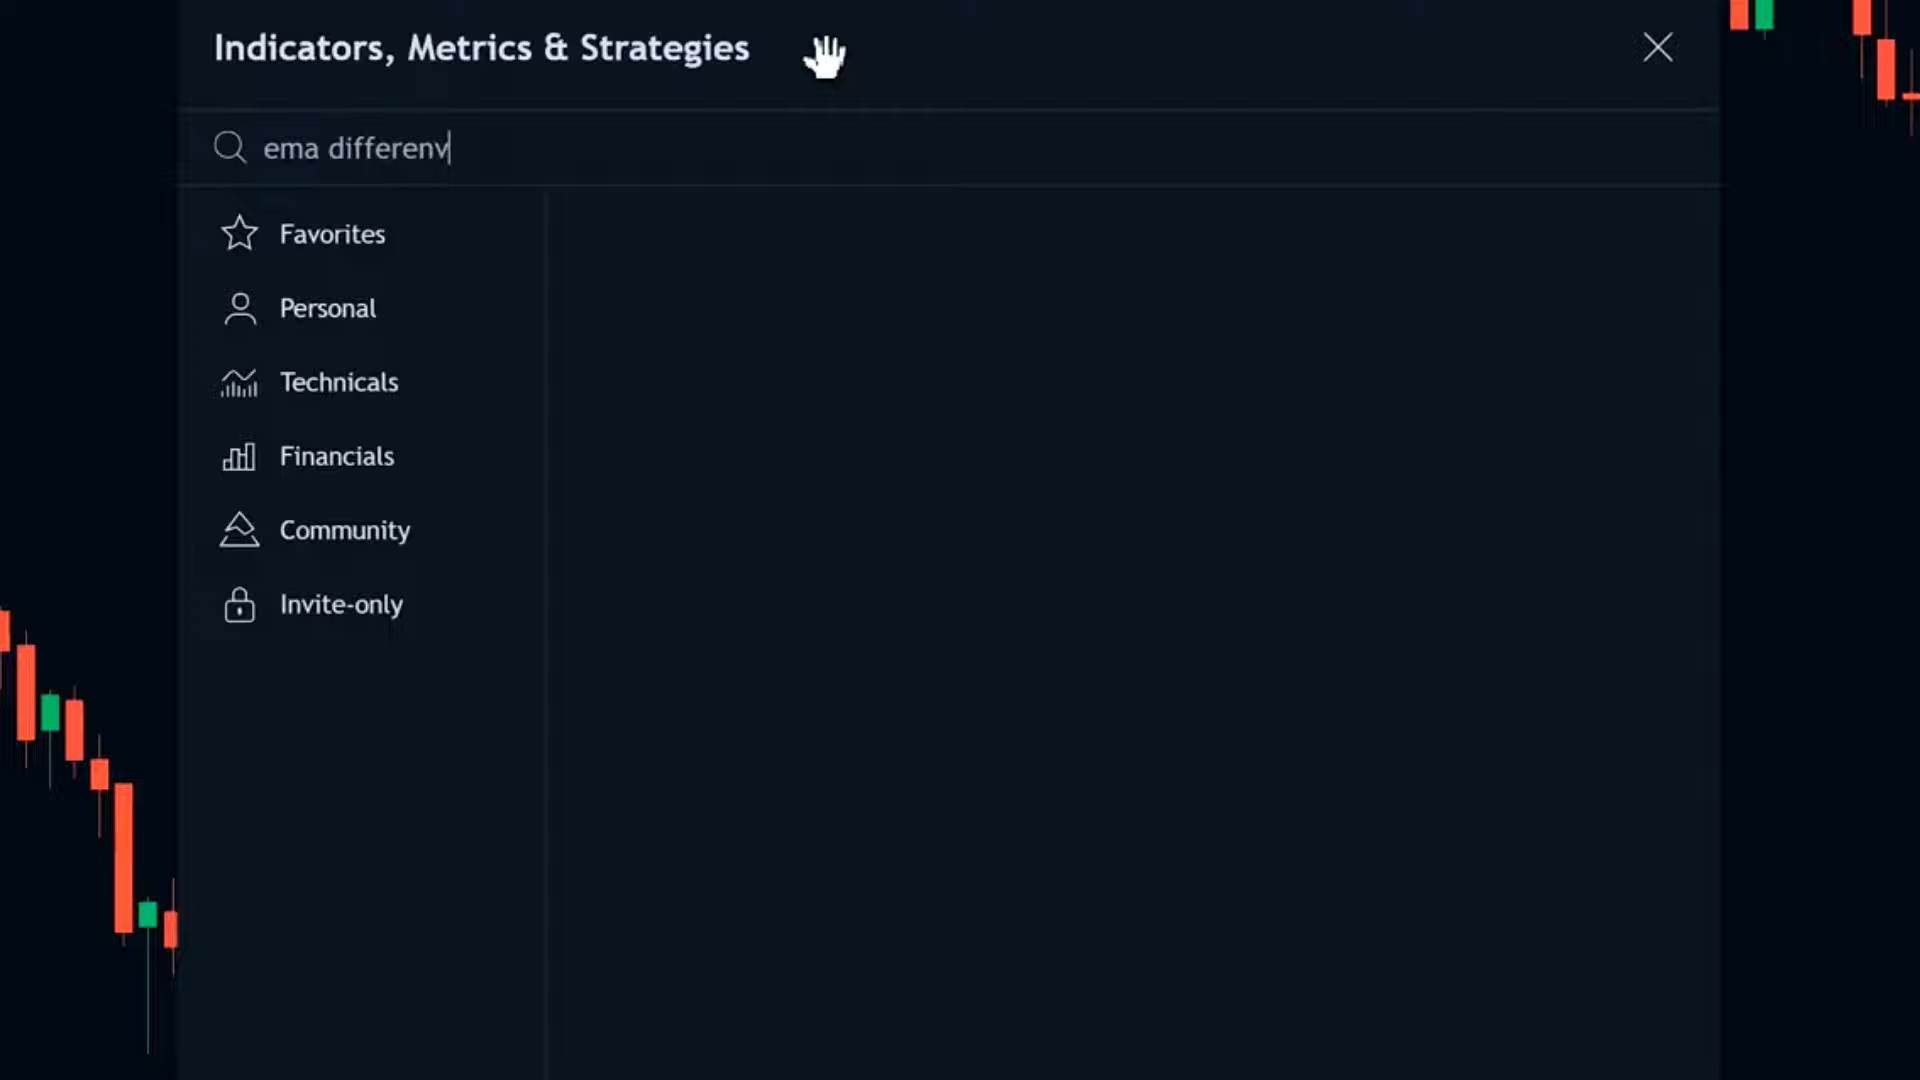 Indicators, Metrics & Strategies
ema differenv
Favorites
Personal
Technicals
Financials
Community
Invite-only